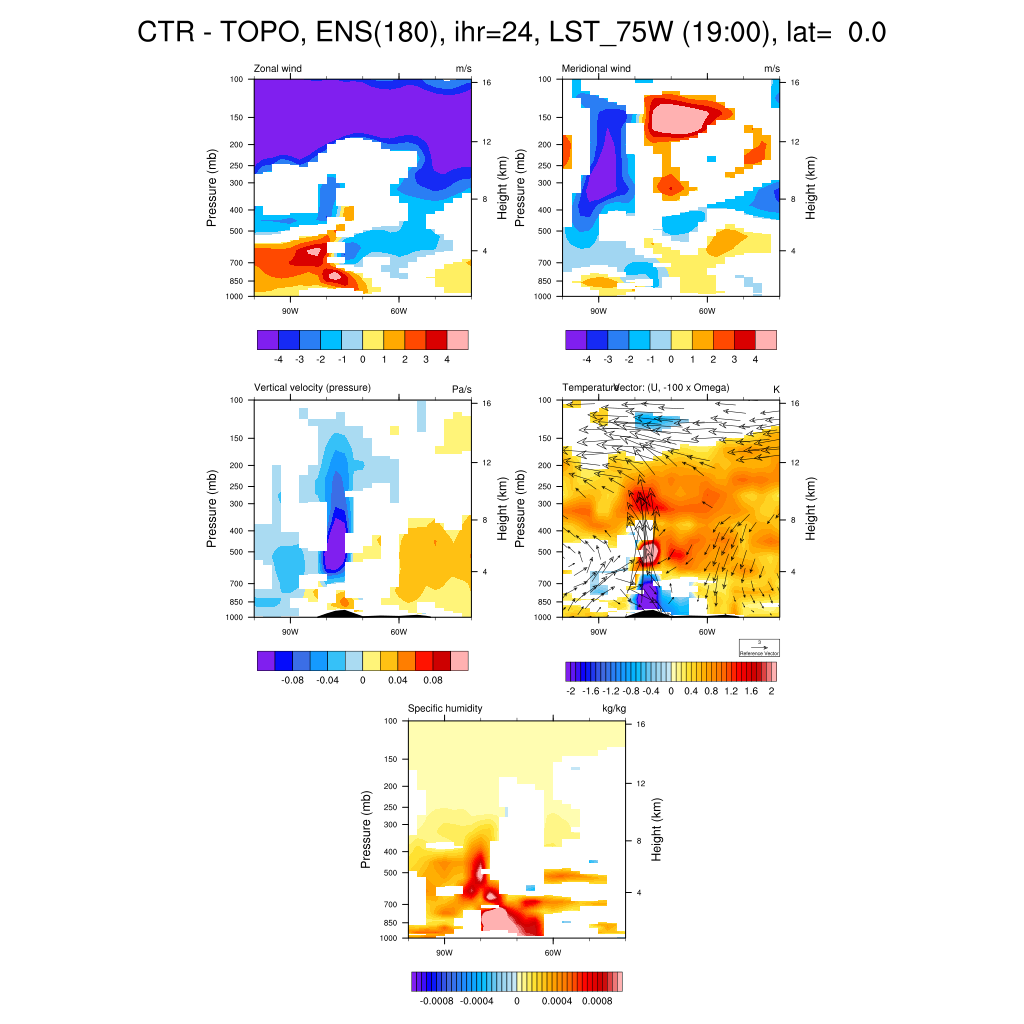 CTR - TOPO, ENS(180), ihr=24, LST_75W (19:00), lat=  0.0
Zonal wind m/s
Meridional wind m/s
100 150 200 250 300 400 500 700 850 1000
Pressure (mb)
16 12 8 4
Height (km)
90W 60W
100 150 200 250 300 400 500 700 850 1000
Pressure (mb)
16 12 8 4
Height (km)
90W 60W
-4 -3 -2 -1 0 1 2 3 4
-4 -3 -2 -1 0 1 2 3 4
Vertical velocity (pressure) Pa/s
Temperature Vector: (U, -100 x Omega) K
100 150 200 250 300 400 500 700 850 1000
Pressure (mb)
16 12 8 4
Height (km)
90W 60W
100 150 200 250 300 400 500 700 850 1000
Pressure (mb)
16 12 8 4
Height (km)
90W 60W
3
Reference Vector
-0.08 -0.04 0 0.04 0.08
-2 -1.6 -1.2 -0.8 -0.4 0 0.4 0.8 1.2 1.6 2
Specific humidity kg/kg
100 150 200 250 300 400 500 700 850 1000
Pressure (mb)
16 12 8 4
Height (km)
90W 60W
-0.0008 -0.0004 0 0.0004 0.0008